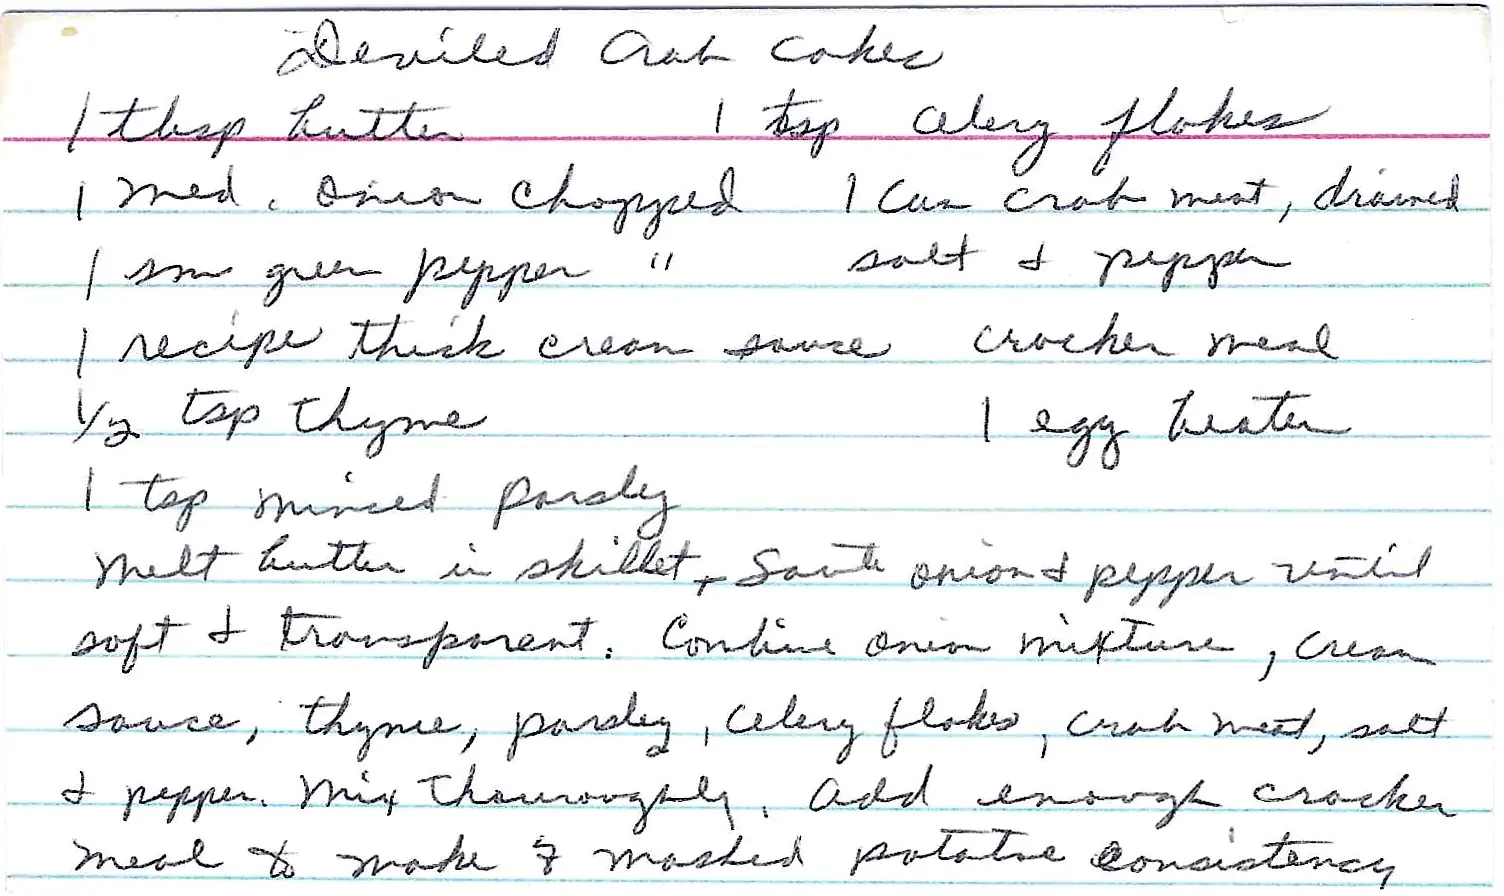 Deviled Crab Cakes
1 tbsp butter 1 tsp celery flakes
1 med. onion chopped 1 can crab meat, drained
1 sm green pepper " salt & pepper
1 recipe thick cream sauce cracker meal
1/2 tsp thyme 1 egg beaten
1 tsp minced parsley
Melt butter in skillet, + Saute onion & pepper until
soft & transparent. Combine onion mixture, cream
sauce, thyme, parsley, celery flakes, crab meat, salt
& pepper. Mix thouroughly. Add enough cracker
meal to make mashed potatoe consistency